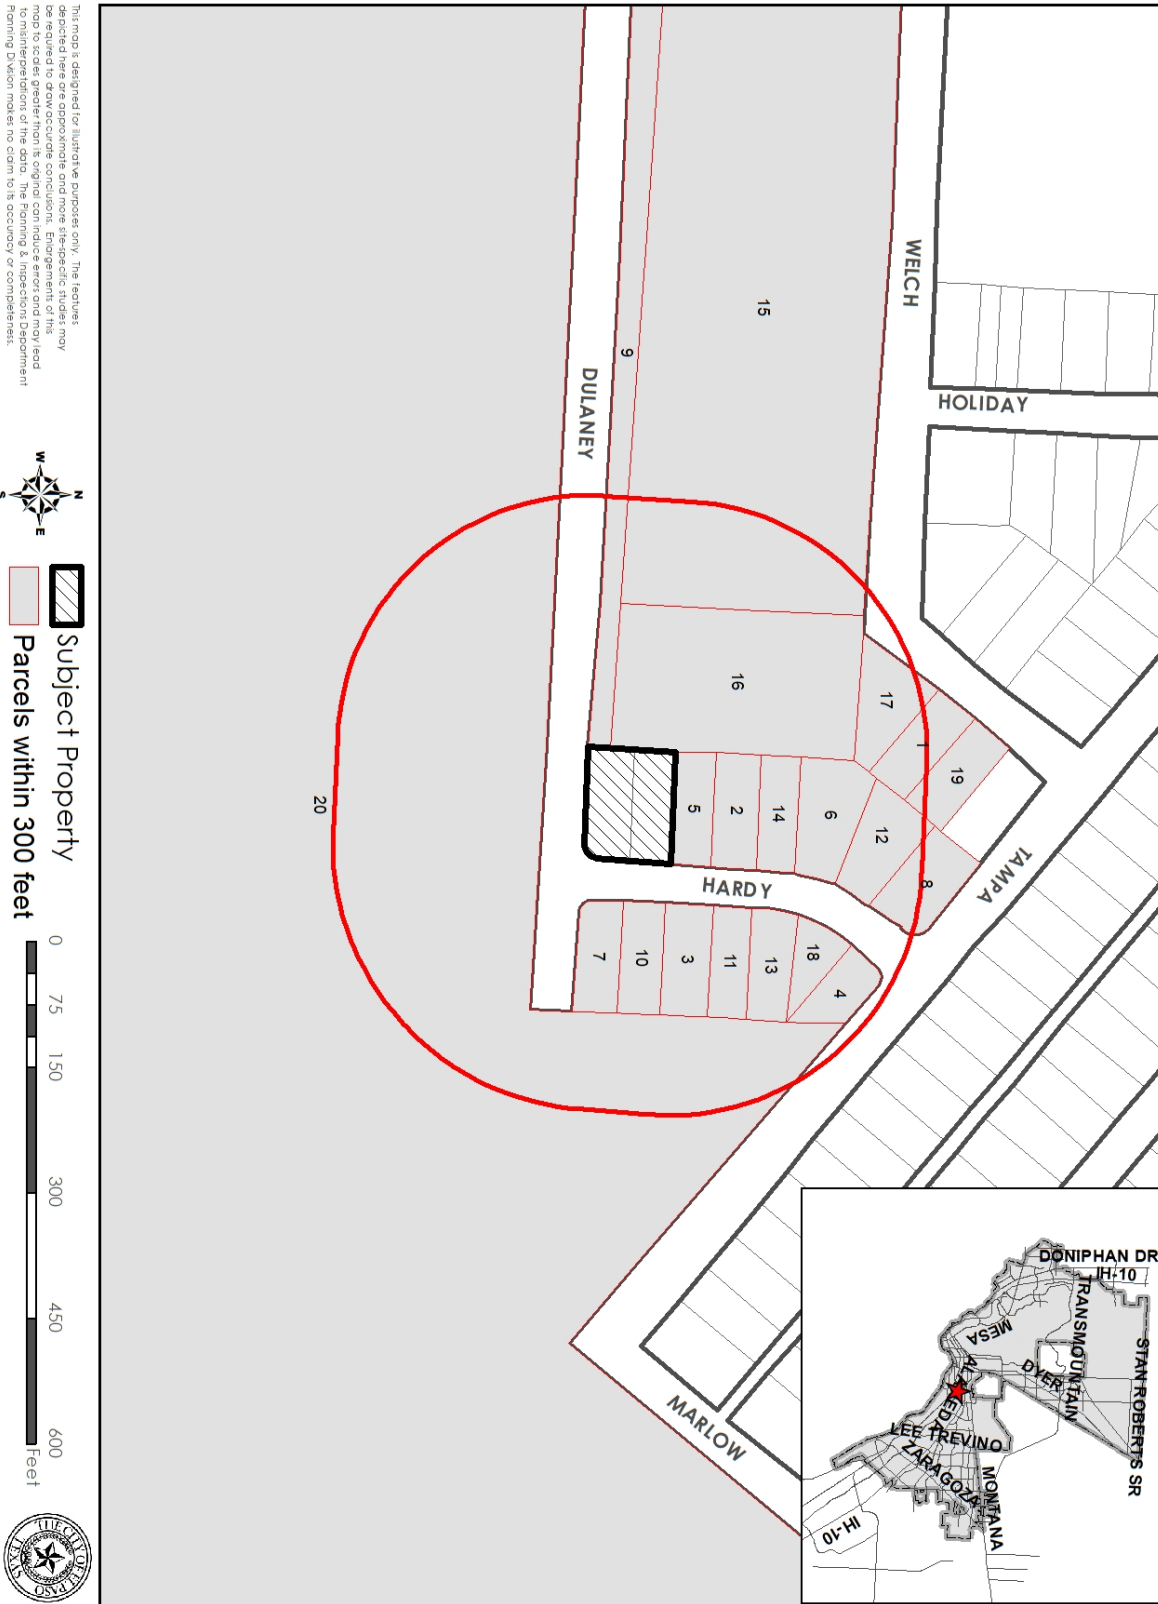 WELCH
HOLIDAY
15
9
DULANEY
16
17
1
19
5
2
14
6
12
8
TAMPA
HARDY
20
7
10
3
11
13
18
4
MARLOW
DONIPHAN DR
IH-10
TRANSMOUNTAIN
STAN ROBERTS SR
MESA
DYER
LEE TREVINO
ZARAGOZA
MONTANA
IH-10
This map is designed for illustrative purposes only. The features
depicted here are approximate and more site-specific studies may
be required to draw accurate conclusions. Enlargements of this
map to scales greater than its original can induce errors and may lead
to misinterpretations of the data. The Planning & Inspections Department
Planning Division makes no claim to its accuracy or completeness.
N
W
E
S
Subject Property
Parcels within 300 feet
0 75 150 300 450 600
Feet
THE CITY OF EL PASO
TEXAS